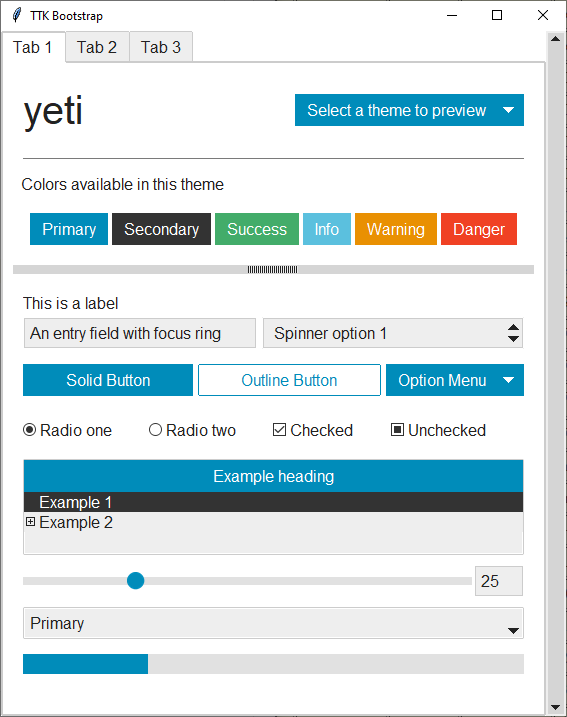 TTK Bootstrap
Tab 1 Tab 2 Tab 3
yeti
Select a theme to preview
Colors available in this theme
Primary Secondary Success Info Warning Danger
This is a label
An entry field with focus ring Spinner option 1
Solid Button Outline Button Option Menu
Radio one Radio two Checked Unchecked
Example heading
Example 1
Example 2
25
Primary